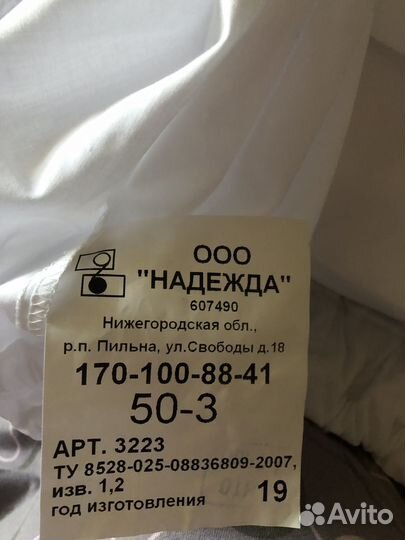 ООО
"НАДЕЖДА"
607490
Нижегородская обл.,
р.п. Пильна, ул.Свободы д.18
170-100-88-41
50-3
АРТ. 3223
ТУ 8528-025-08836809-2007,
изв. 1,2
год изготовления 19
Avito